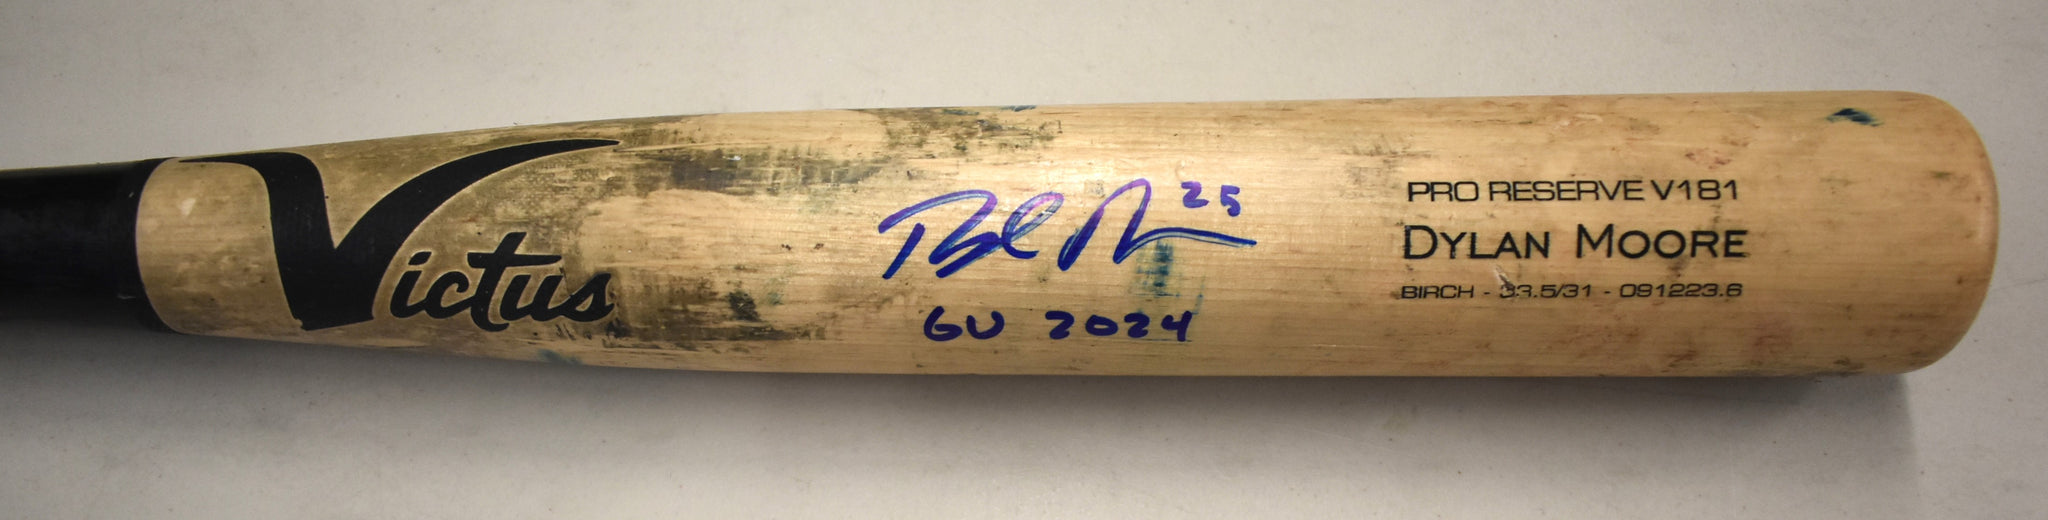 Victus
25
GU 2024
PRO RESERVE V181
DYLAN MOORE
BIRCH - 33.5/31 - 091223.6